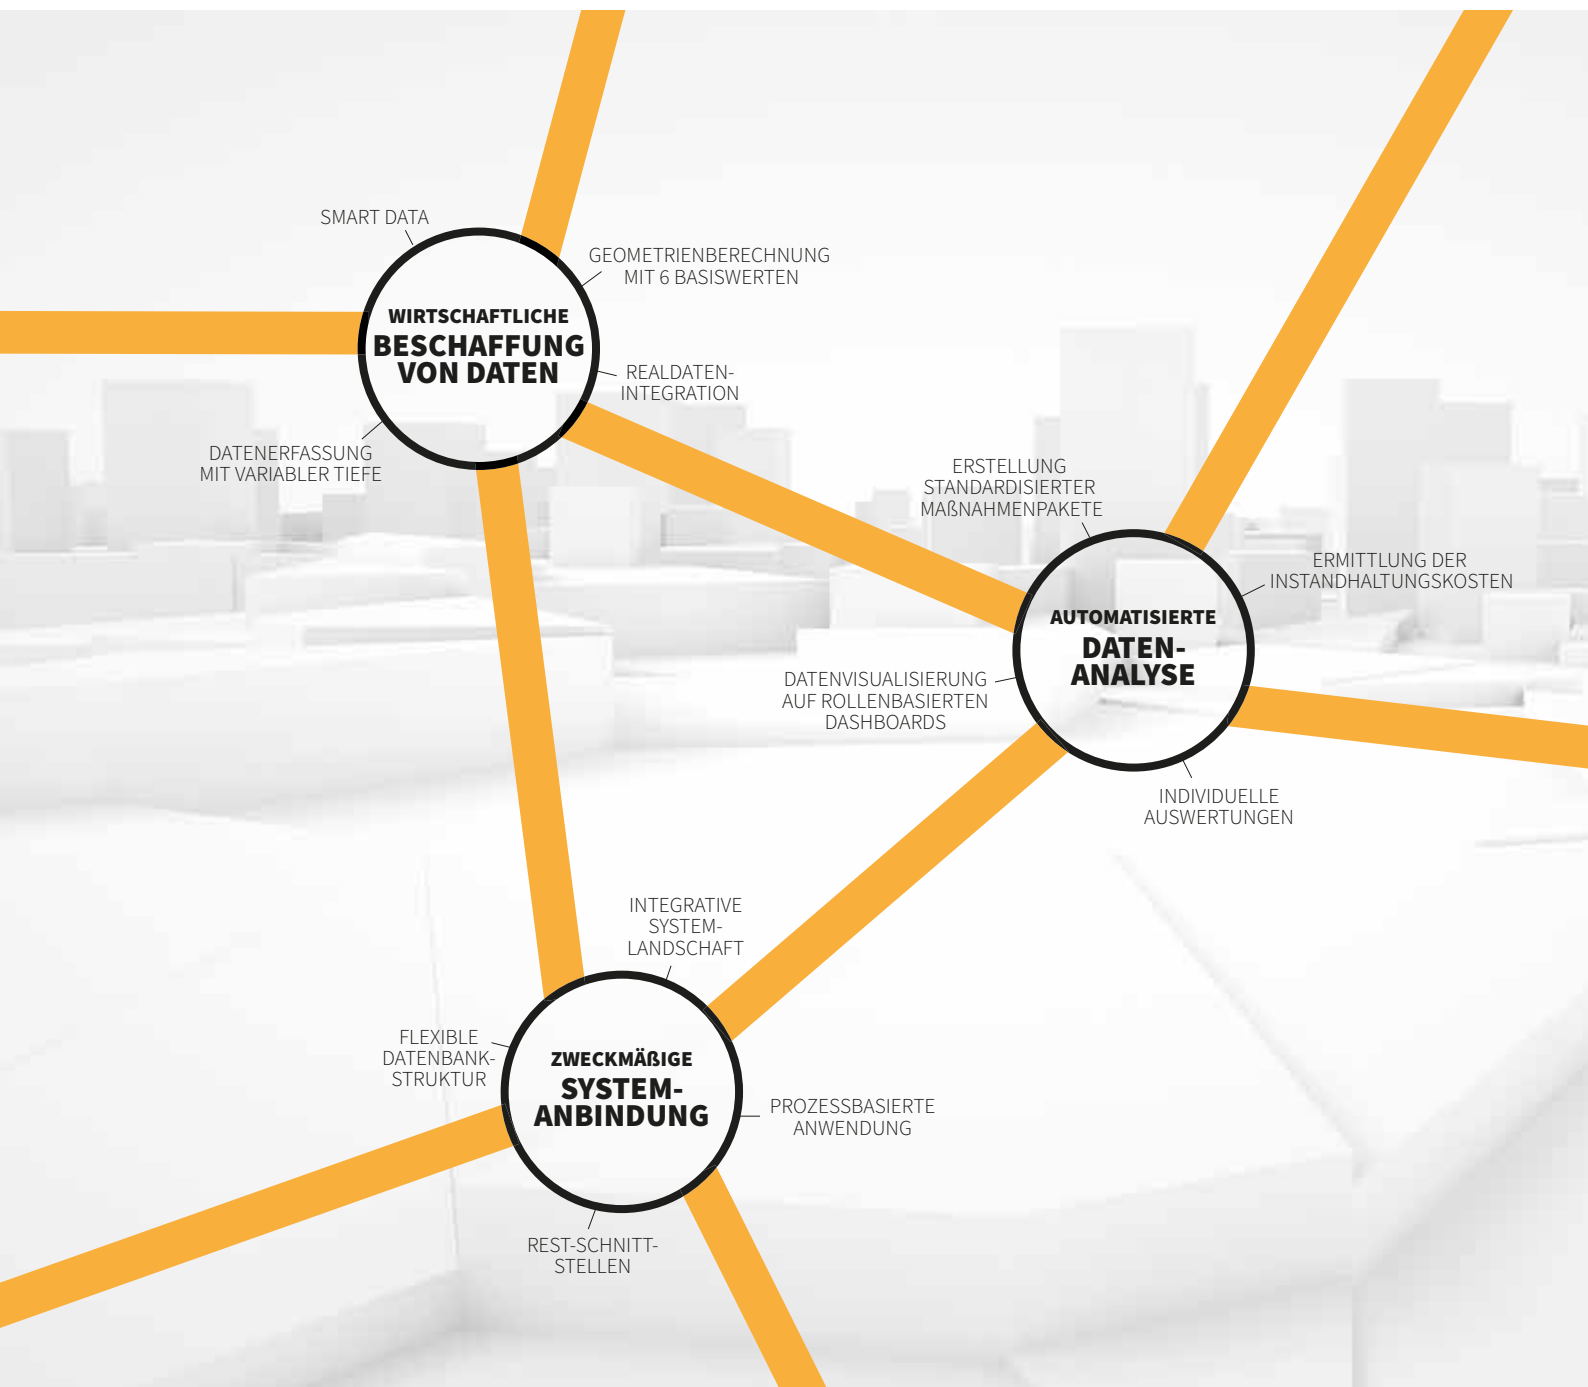 SMART DATA
GEOMETRIENBERECHNUNG
MIT 6 BASISWERTEN
WIRTSCHAFTLICHE
BESCHAFFUNG
VON DATEN
REALDATEN-
INTEGRATION
DATENERFASSUNG
MIT VARIABLER TIEFE
ERSTELLUNG
STANDARDISIERTER
MAßNAHMENPAKETE
ERMITTLUNG DER
INSTANDHALTUNGSKOSTEN
AUTOMATISIERTE
DATEN-
ANALYSE
DATENVISUALISIERUNG
AUF ROLLENBASIERTEN
DASHBOARDS
INDIVIDUELLE
AUSWERTUNGEN
INTEGRATIVE
SYSTEM-
LANDSCHAFT
FLEXIBLE
DATENBANK-
STRUKTUR
ZWECKMÄßIGE
SYSTEM-
ANBINDUNG
PROZESSBASIERTE
ANWENDUNG
REST-SCHNITT-
STELLEN